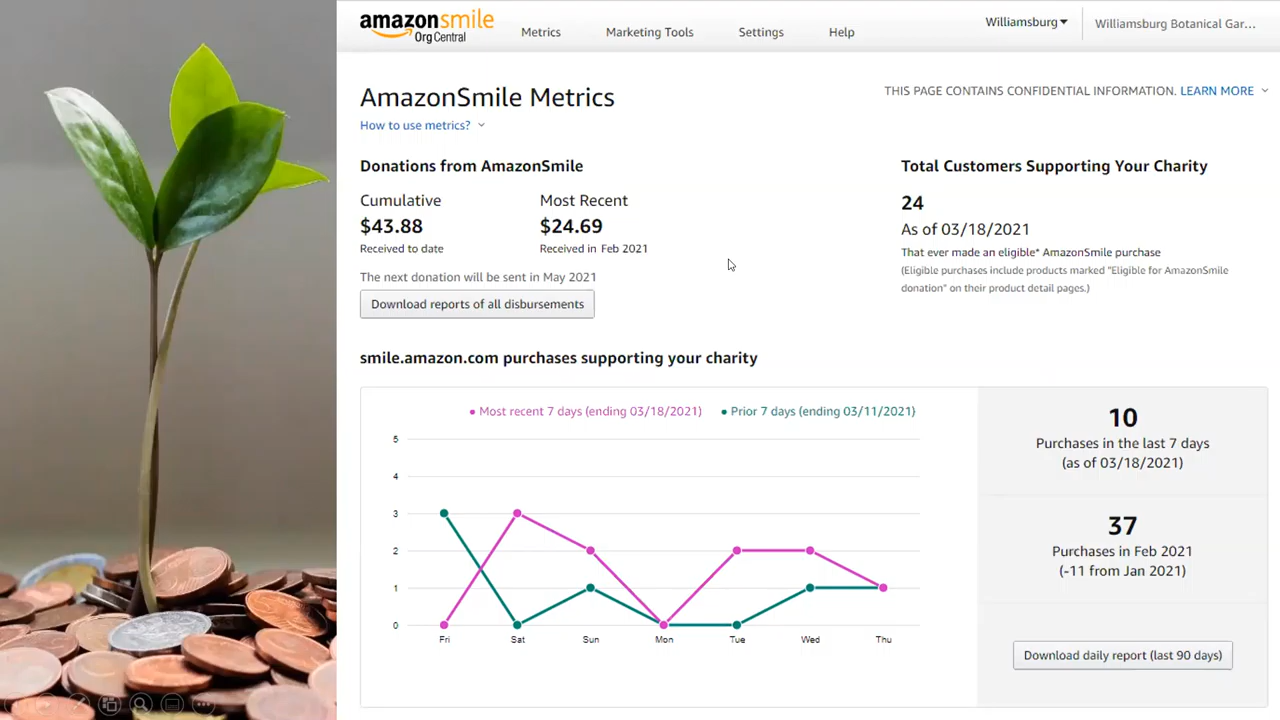 amazonsmile
Org Central
Metrics
Marketing Tools
Settings
Help
Williamsburg
Williamsburg Botanical Gar...
AmazonSmile Metrics
THIS PAGE CONTAINS CONFIDENTIAL INFORMATION. LEARN MORE
How to use metrics?
Donations from AmazonSmile
Cumulative
$43.88
Received to date
Most Recent
$24.69
Received in Feb 2021
The next donation will be sent in May 2021
Download reports of all disbursements
Total Customers Supporting Your Charity
24
As of 03/18/2021
That ever made an eligible* AmazonSmile purchase
(Eligible purchases include products marked "Eligible for AmazonSmile
donation" on their product detail pages.)
smile.amazon.com purchases supporting your charity
Most recent 7 days (ending 03/18/2021)
Prior 7 days (ending 03/11/2021)
5
4
3
2
1
0
Fri
Sat
Sun
Mon
Tue
Wed
Thu
10
Purchases in the last 7 days
(as of 03/18/2021)
37
Purchases in Feb 2021
(-11 from Jan 2021)
Download daily report (last 90 days)